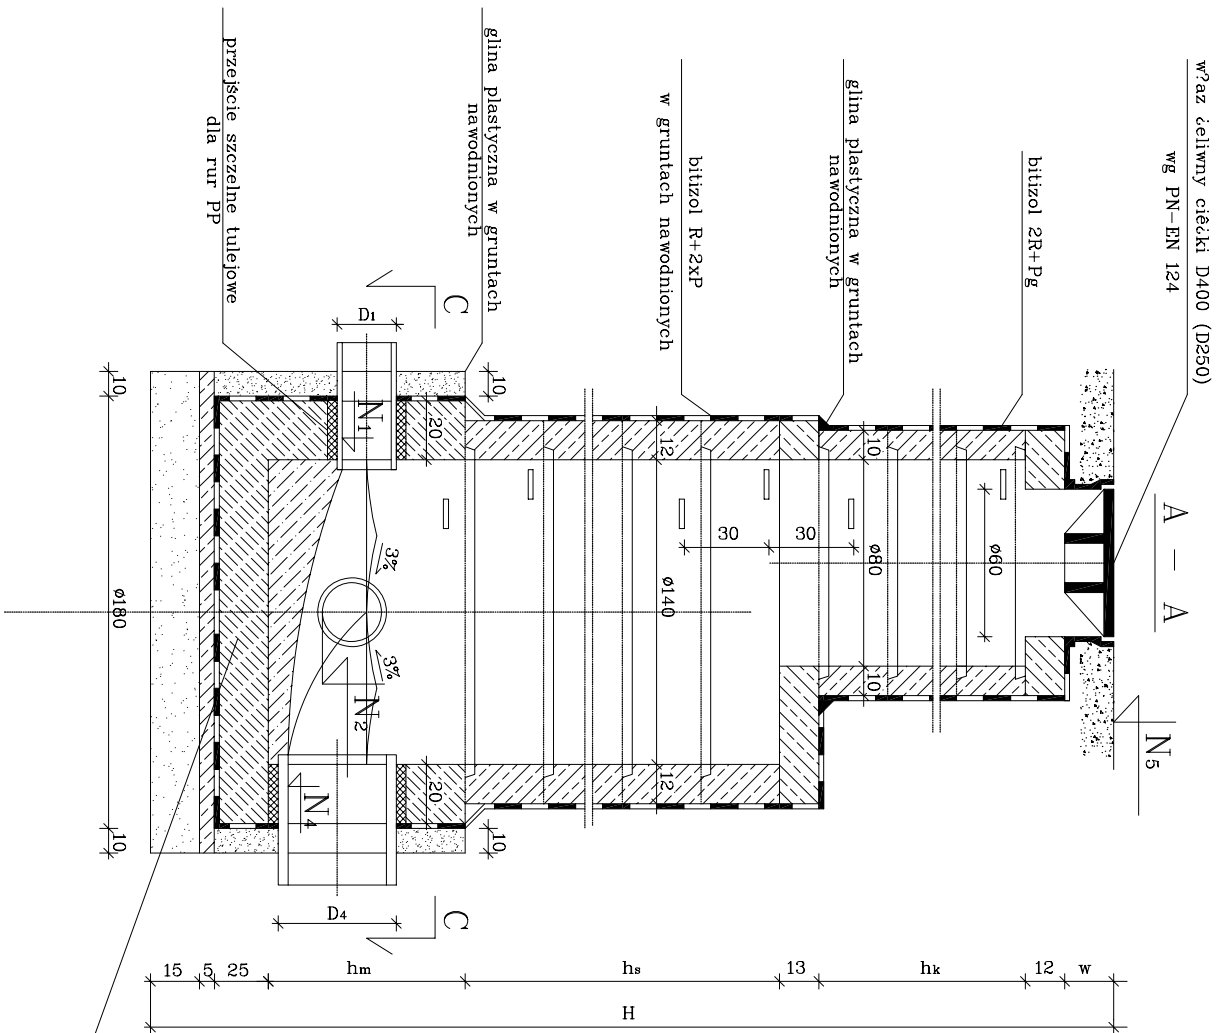 w?az żeliwny ciêżki D400 (D250)
wg PN-EN 124
bitizol 2R+Pg
glina plastyczna w gruntach
nawodnionych
bitizol R+2xP
w gruntach nawodnionych
glina plastyczna w gruntach
nawodnionych
przejście szczelne tulejowe
dla rur PP
A - A
N5
C
C
D1
D4
N1
N2
N4
3%
3%
10
10
10
10
20
20
12
12
10
10
30
30
ø60
ø80
ø140
ø180
15
5
25
hm
hs
13
hk
12
w
H